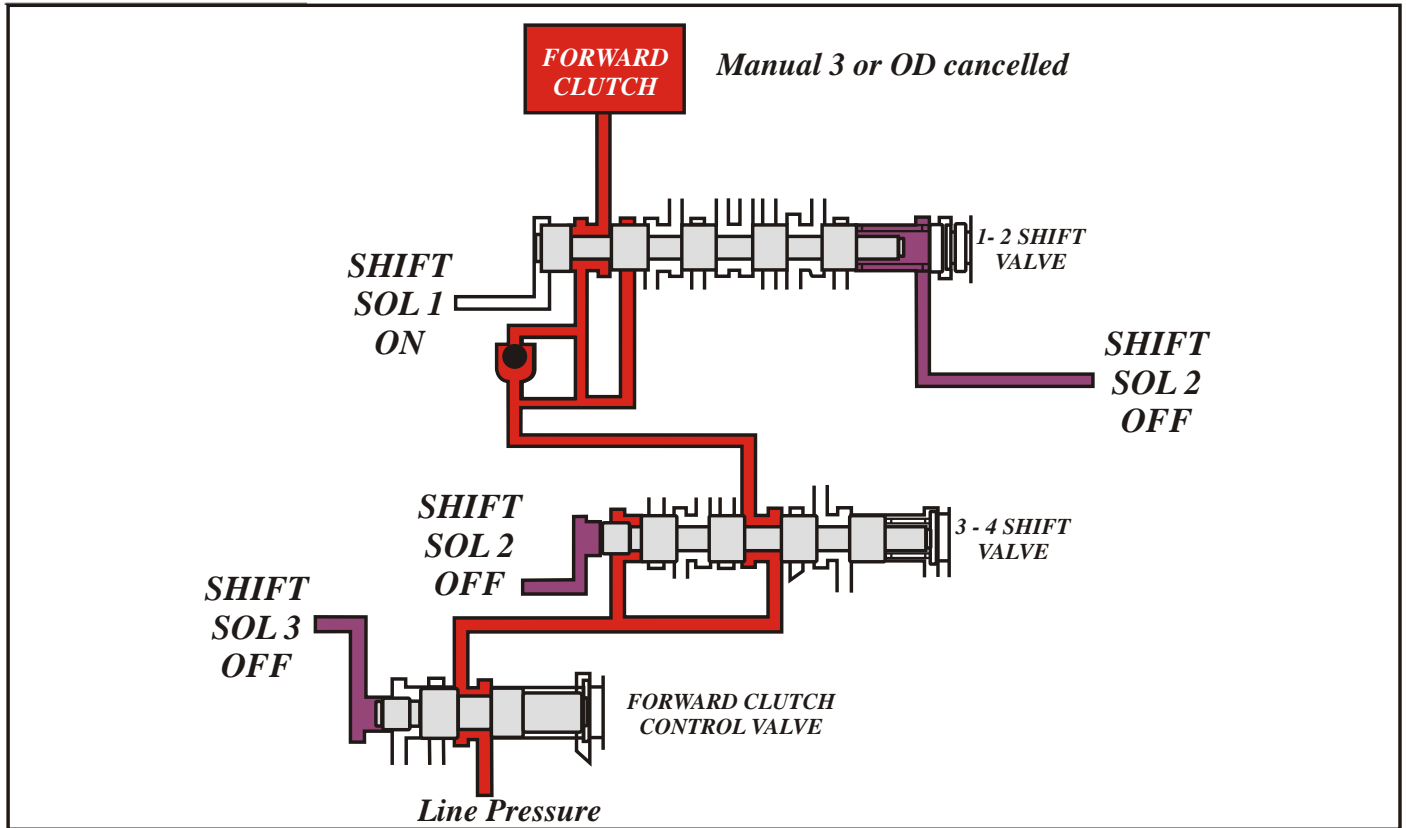 FORWARD
CLUTCH
Manual 3 or OD cancelled
1- 2 SHIFT
VALVE
SHIFT
SOL 1
ON
SHIFT
SOL 2
OFF
SHIFT
SOL 2
OFF
3 - 4 SHIFT
VALVE
SHIFT
SOL 3
OFF
FORWARD CLUTCH
CONTROL VALVE
Line Pressure